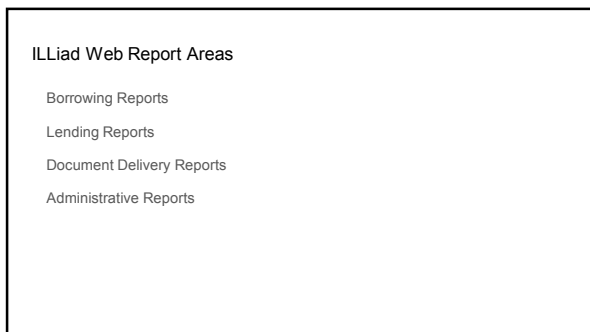 ILLiad Web Report Areas
Borrowing Reports
Lending Reports
Document Delivery Reports
Administrative Reports